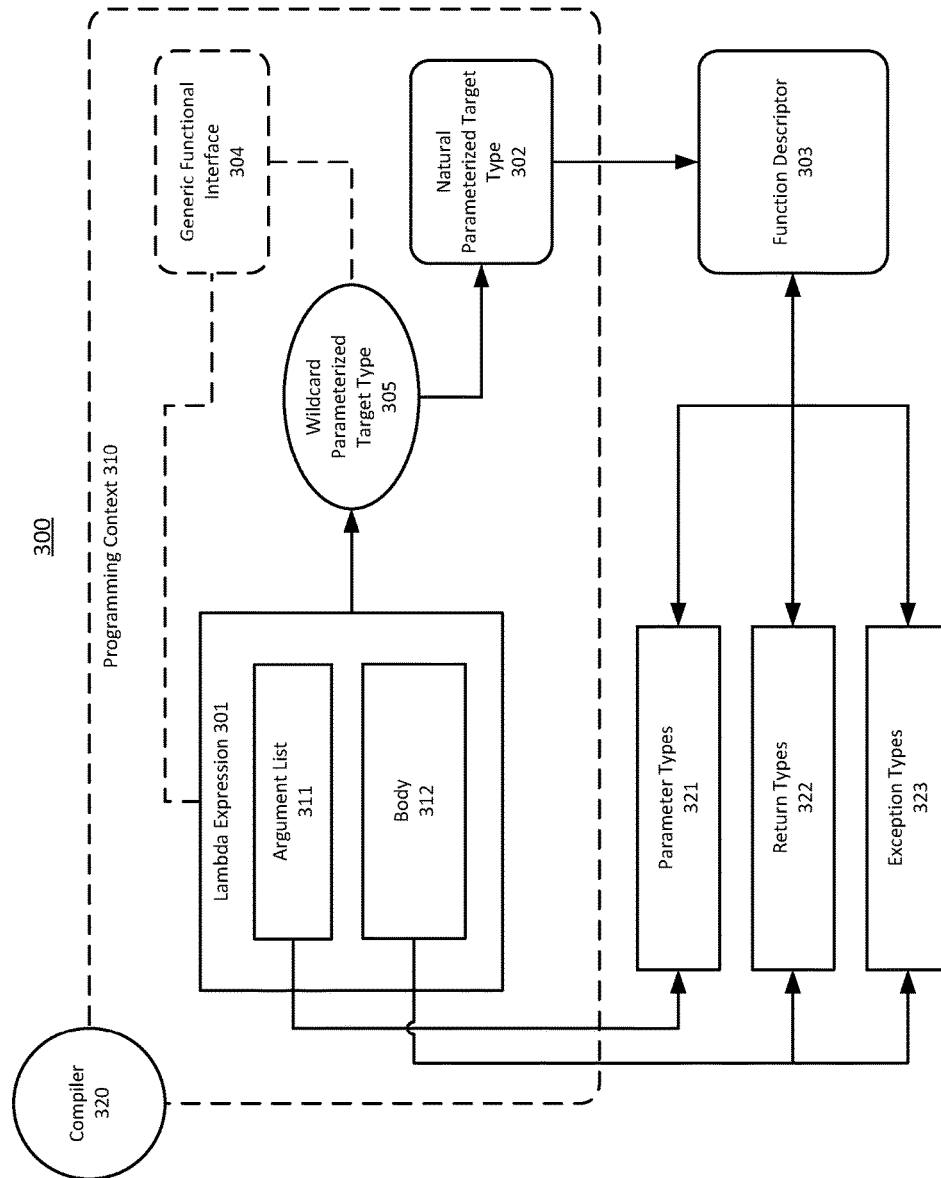 300
Compiler
320
Programming Context 310
Lambda Expression 301
Argument List
311
Body
312
Wildcard
Parameterized
Target Type
305
Generic Functional
Interface
304
Natural
Parameterized Target
Type
302
Parameter Types
321
Return Types
322
Exception Types
323
Function Descriptor
303